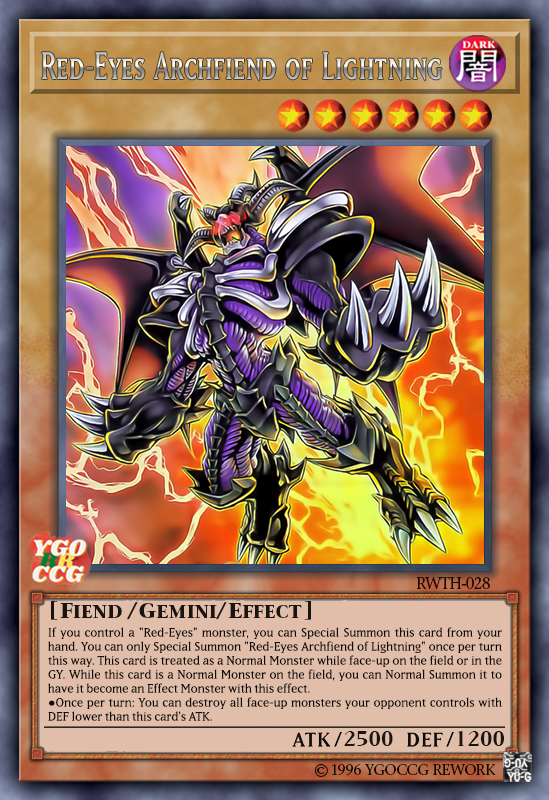 RED-EYES ARCHFIEND OF LIGHTNING
DARK
闇
YGO
RR
CCG
RWTH-028
[FIEND /GEMINI/EFFECT]
If you control a "Red-Eyes" monster, you can Special Summon this card from your
hand. You can only Special Summon "Red-Eyes Archfiend of Lightning" once per turn
this way. This card is treated as a Normal Monster while face-up on the field or in the
GY. While this card is a Normal Monster on the field, you can Normal Summon it to
have it become an Effect Monster with this effect.
●Once per turn: You can destroy all face-up monsters your opponent controls with
DEF lower than this card's ATK.
ATK/2500 DEF/1200
© 1996 YGOCCG REWORK
YU-G